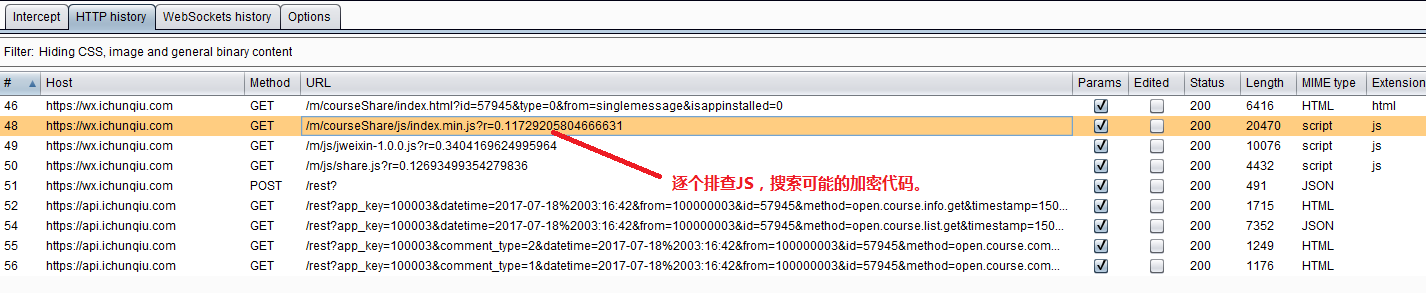 Intercept HTTP history WebSockets history Options
Filter: Hiding CSS, image and general binary content
# Host Method URL Params Edited Status Length MIME type Extension
46 https://wx.ichunqiu.com GET /m/courseShare/index.html?id=57945&type=0&from=singlemessage&isappinstalled=0 200 6416 HTML html
48 https://wx.ichunqiu.com GET /m/courseShare/js/index.min.js?r=0.11729205804666631 200 20470 script js
49 https://wx.ichunqiu.com GET /m/js/jweixin-1.0.0.js?r=0.3404169624995964 200 10076 script js
50 https://wx.ichunqiu.com GET /m/js/share.js?r=0.12693499354279836 200 4432 script js
逐个排查JS，搜索可能的加密代码。
51 https://wx.ichunqiu.com POST /rest? 200 491 JSON
52 https://api.ichunqiu.com GET /rest?app_key=100003&datetime=2017-07-18%2003:16:42&from=100000003&id=57945&method=open.course.info.get&timestamp=150... 200 1715 HTML
54 https://api.ichunqiu.com GET /rest?app_key=100003&datetime=2017-07-18%2003:16:42&from=100000003&id=57945&method=open.course.list.get&timestamp=150... 200 7352 JSON
55 https://api.ichunqiu.com GET /rest?app_key=100003&comment_type=2&datetime=2017-07-18%2003:16:42&from=100000003&id=57945&method=open.course.com... 200 1249 HTML
56 https://api.ichunqiu.com GET /rest?app_key=100003&comment_type=1&datetime=2017-07-18%2003:16:42&from=100000003&id=57945&method=open.course.com... 200 1176 HTML